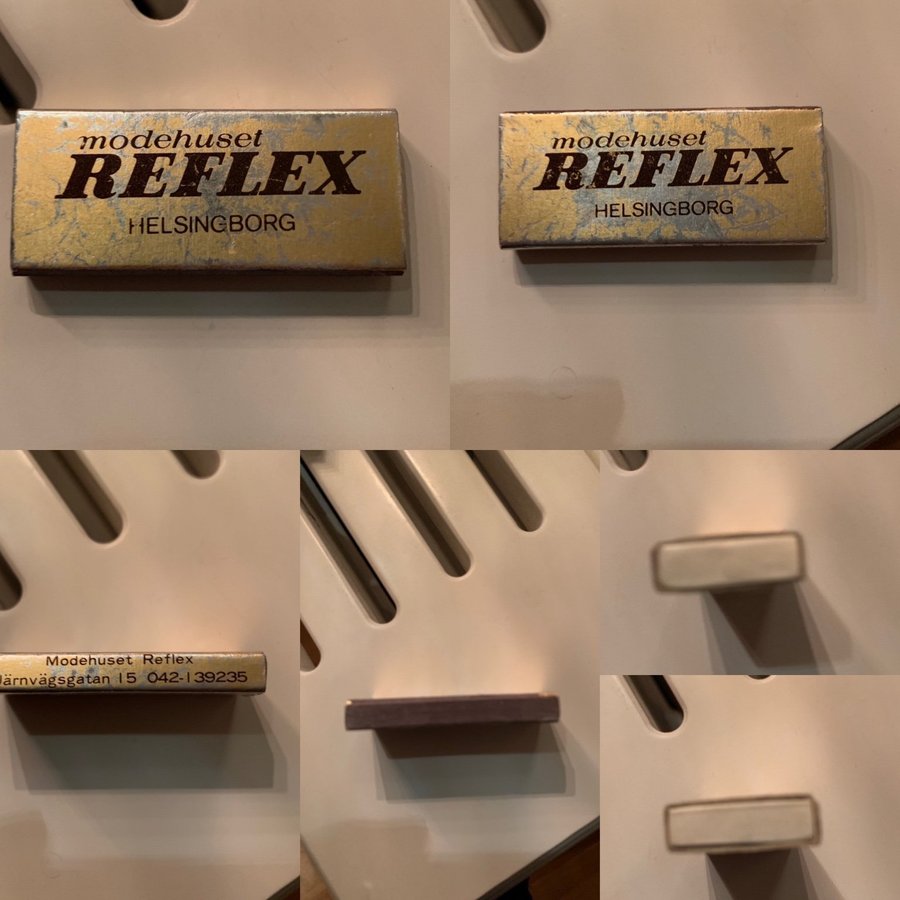 modehuset
REFLEX
HELSINGBORG
modehuset
REFLEX
HELSINGBORG
Modehuset Reflex
Järnvägsgatan 15 042-139235